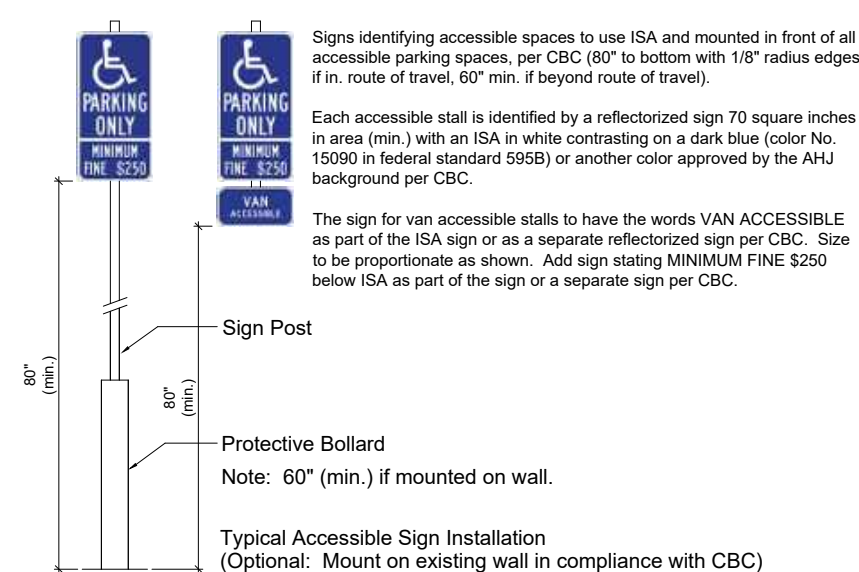 PARKING
ONLY
MINIMUM
FINE $250
PARKING
ONLY
MINIMUM
FINE $250
VAN
ACCESSIBLE
Signs identifying accessible spaces to use ISA and mounted in front of all
accessible parking spaces, per CBC (80" to bottom with 1/8" radius edges
if in. route of travel, 60" min. if beyond route of travel).
Each accessible stall is identified by a reflectorized sign 70 square inches
in area (min.) with an ISA in white contrasting on a dark blue (color No.
15090 in federal standard 595B) or another color approved by the AHJ
background per CBC.
The sign for van accessible stalls to have the words VAN ACCESSIBLE
as part of the ISA sign or as a separate reflectorized sign per CBC. Size
to be proportionate as shown. Add sign stating MINIMUM FINE $250
below ISA as part of the sign or a separate sign per CBC.
Sign Post
80"
(min.)
80"
(min.)
Protective Bollard
Note: 60" (min.) if mounted on wall.
Typical Accessible Sign Installation
(Optional: Mount on existing wall in compliance with CBC)